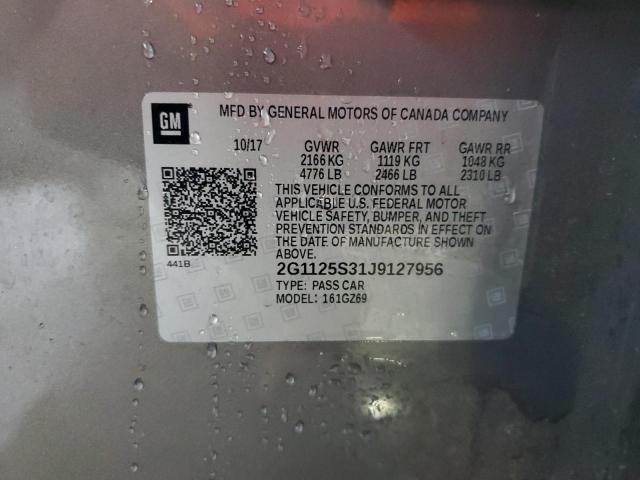 GM
MFD BY GENERAL MOTORS OF CANADA COMPANY
10/17 GVWR GAWR FRT GAWR RR
2166 KG 1119 KG 1048 KG
4776 LB 2466 LB 2310 LB
THIS VEHICLE CONFORMS TO ALL
APPLICABLE U.S. FEDERAL MOTOR
VEHICLE SAFETY, BUMPER, AND THEFT
PREVENTION STANDARDS IN EFFECT ON
THE DATE OF MANUFACTURE SHOWN
ABOVE.
441B
2G1125S31J9127956
TYPE: PASS CAR
MODEL: 161GZ69